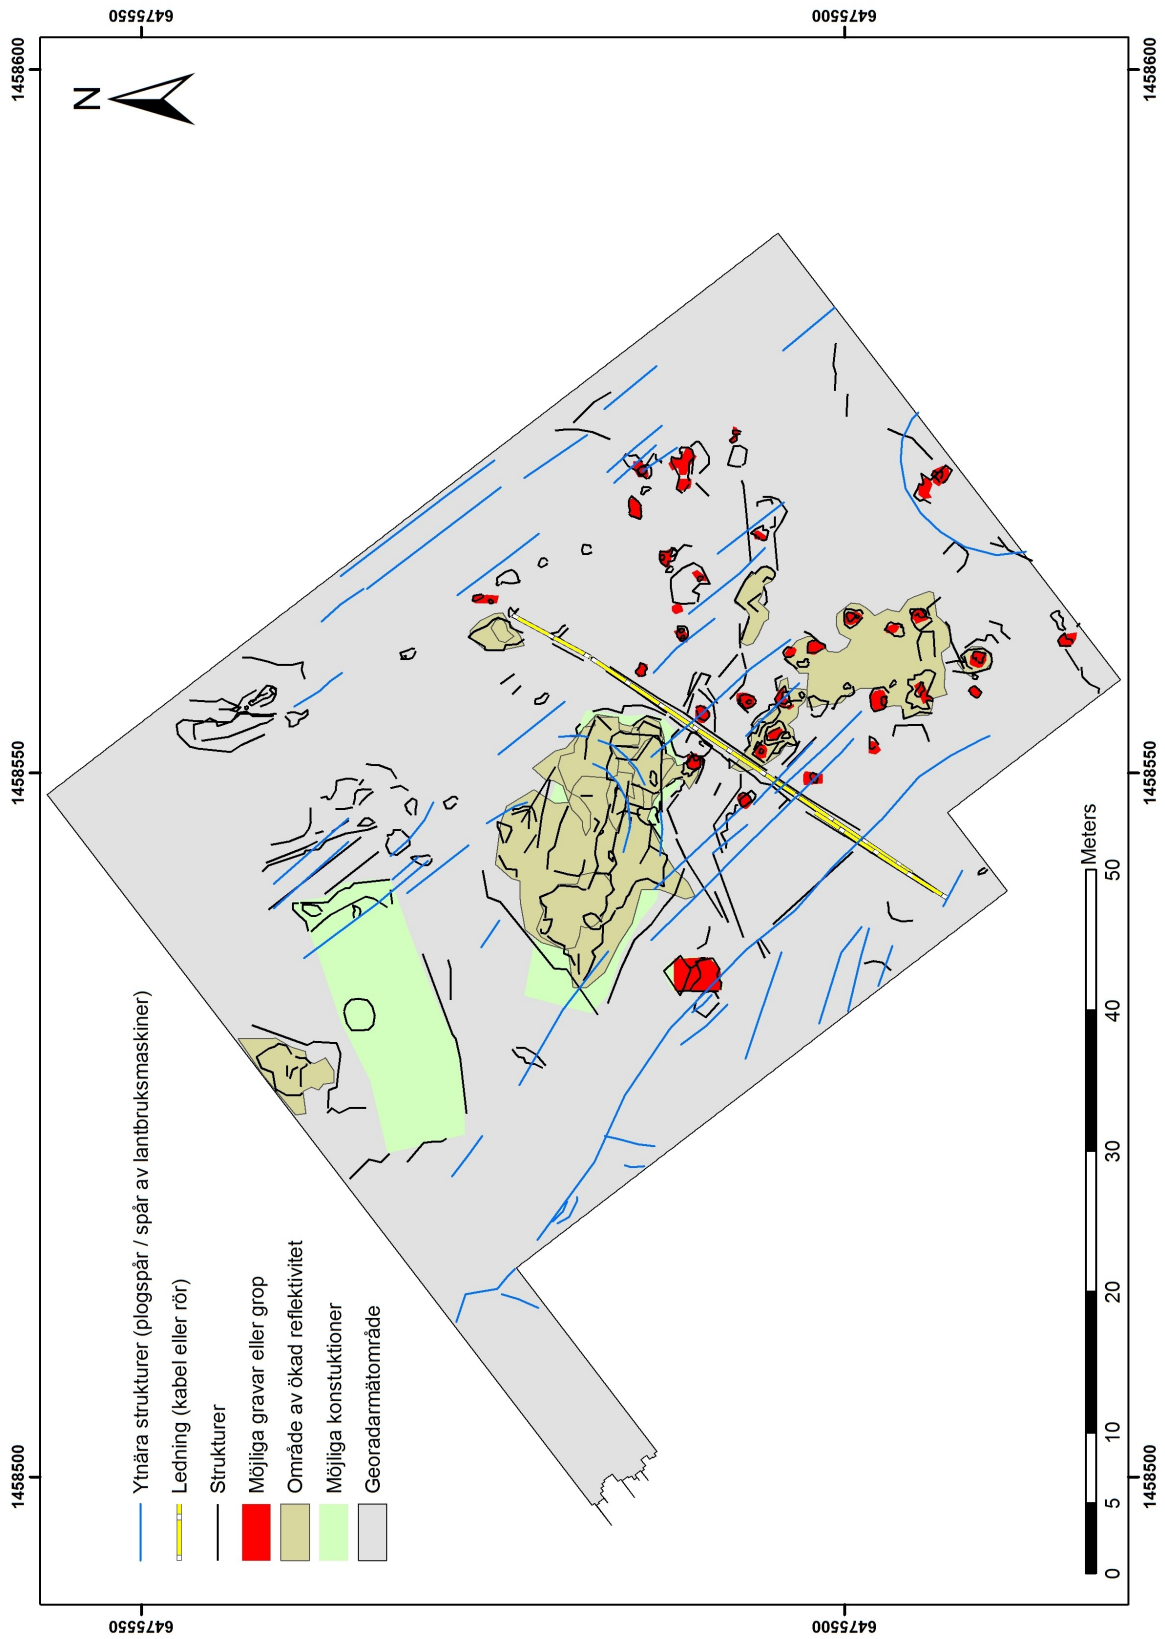 1458500
1458550
1458600
6475550
6475500
N
Ytnära strukturer (plogspår / spår av lantbruksmaskiner)
Ledning (kabel eller rör)
Strukturer
Möjliga gravar eller grop
Område av ökad reflektivitet
Möjliga konstuktioner
Georadarmätområde
0 5 10 20 30 40 50 Meters
6475550
6475500
1458500
1458550
1458600